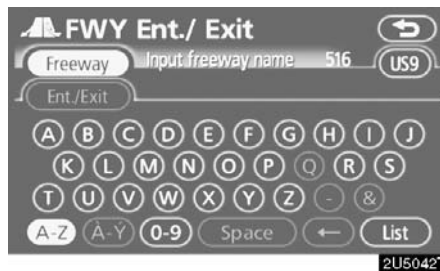 FWY Ent./ Exit
Freeway Input freeway name 516 US9
Ent./Exit
A B C D E F G H I J
K L M N O P Q R S
T U V W X Y Z - &
A-Z À-Ý 0-9 Space ← List
2U5042